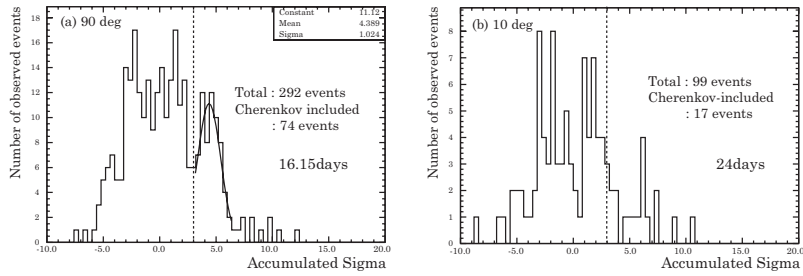 (a) 90 deg
Constant 11.12
Mean 4.389
Sigma 1.024
Number of observed events
18
16
14
12
10
8
6
4
2
0
Total : 292 events
Cherenkov included
: 74 events
16.15days
-10.0 -5.0 0.0 5.0 10.0 15.0 20.0
Accumulated Sigma
(b) 10 deg
Number of observed events
8
7
6
5
4
3
2
1
0
Total : 99 events
Cherenkov-included
: 17 events
24days
-10.0 -5.0 0.0 5.0 10.0 15.0 20.0
Accumulated Sigma